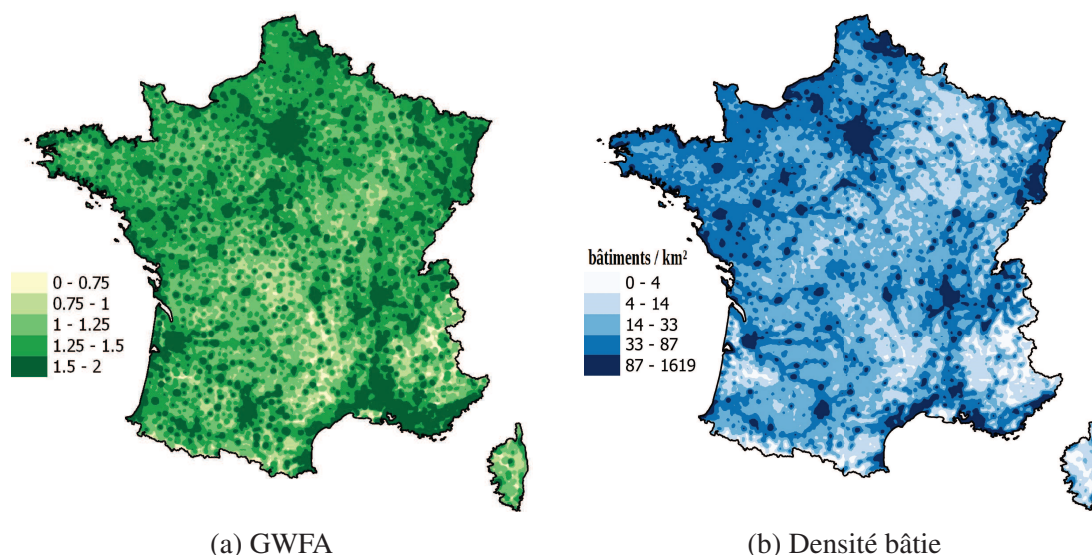 0 - 0.75
0.75 - 1
1 - 1.25
1.25 - 1.5
1.5 - 2
bâtiments / km²
0 - 4
4 - 14
14 - 33
33 - 87
87 - 1619
(a) GWFA
(b) Densité bâtie